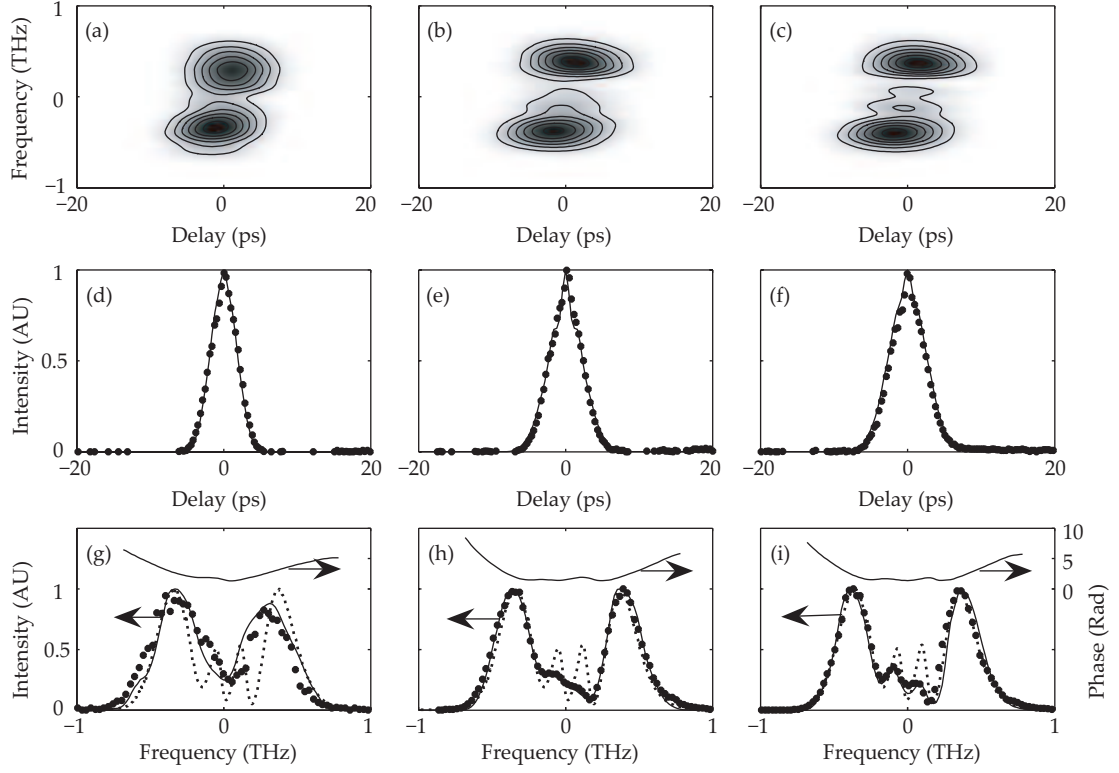 1
(a)
(b)
(c)
Frequency (THz)
0
−1
−20 0 20
−20 0 20
−20 0 20
Delay (ps)
Delay (ps)
Delay (ps)
1
(d)
(e)
(f)
Intensity (AU)
0.5
0
−20 0 20
−20 0 20
−20 0 20
Delay (ps)
Delay (ps)
Delay (ps)
(g)
(h)
(i)
10
5
0
Phase (Rad)
Intensity (AU)
1
0.5
0
−1 0 1
−1 0 1
−1 0 1
Frequency (THz)
Frequency (THz)
Frequency (THz)